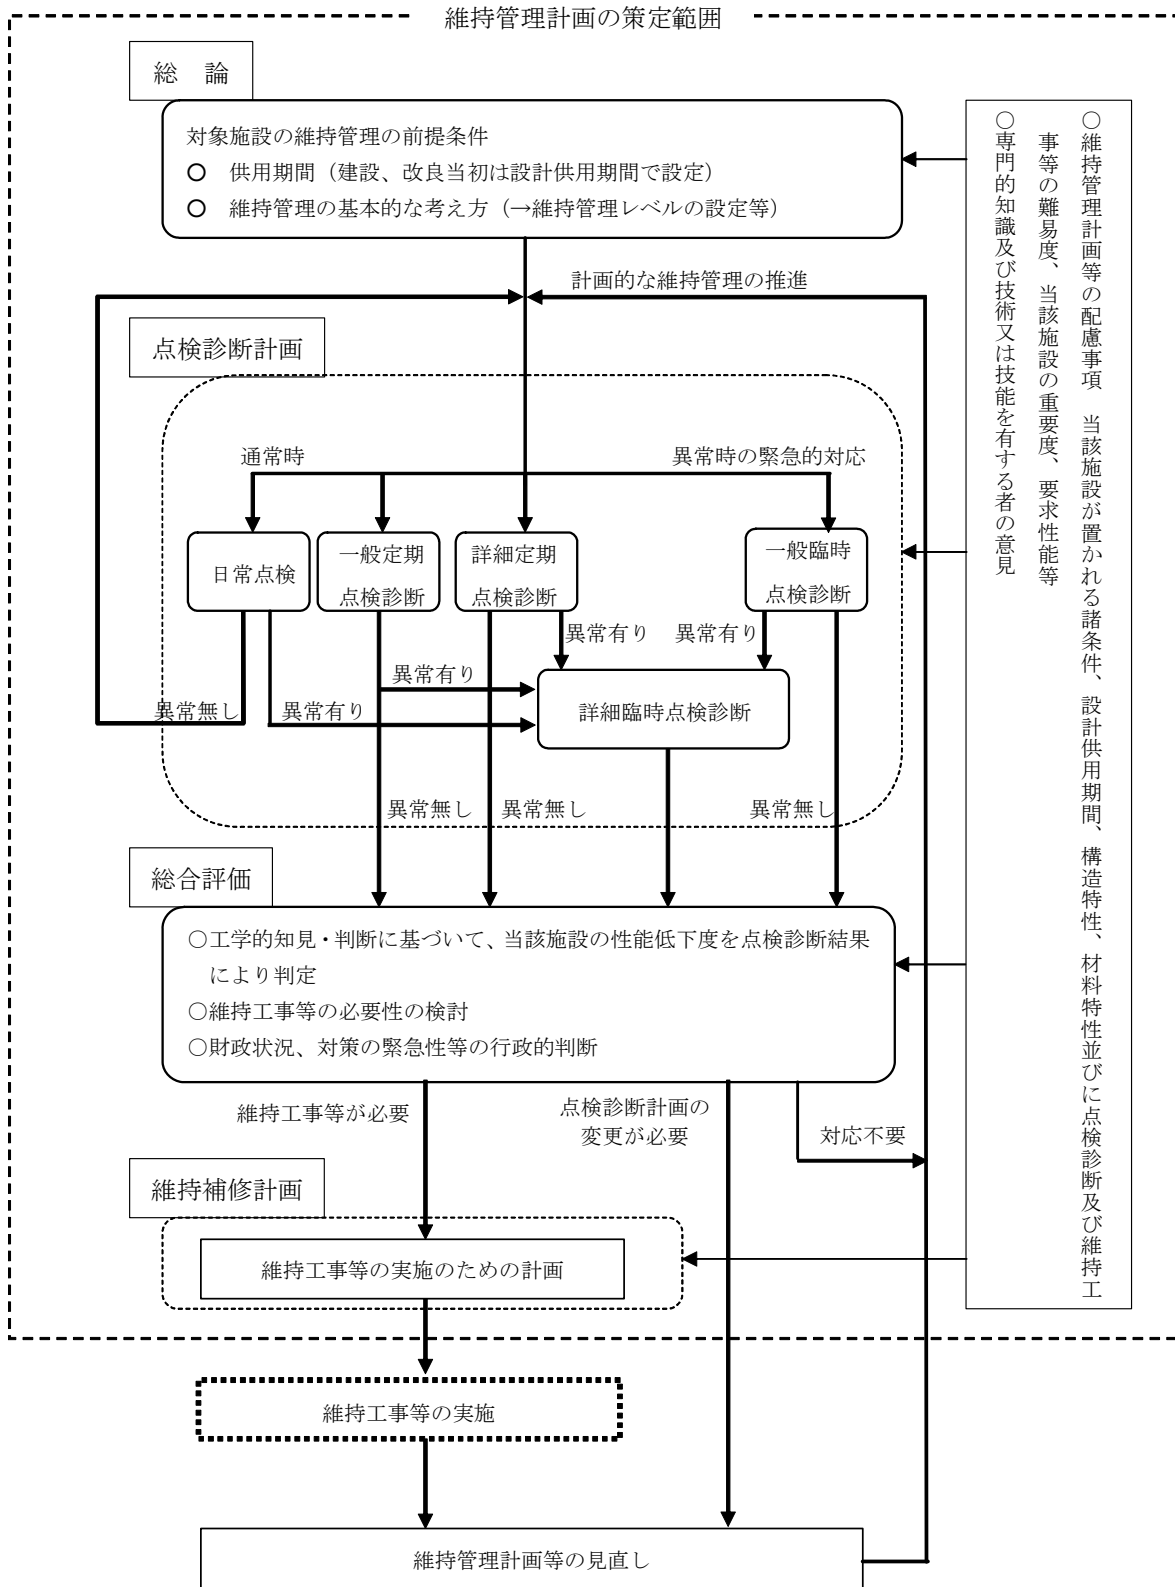 維持管理計画の策定範囲
総　論
対象施設の維持管理の前提条件
○　供用期間（建設、改良当初は設計供用期間で設定）
○　維持管理の基本的な考え方（→維持管理レベルの設定等）
○維持管理計画等の配慮事項　当該施設が置かれる諸条件、設計供用期間、構造特性、材料特性並びに点検診断及び維持工
事等の難易度、当該施設の重要度、要求性能等
○専門的知識及び技術又は技能を有する者の意見
計画的な維持管理の推進
点検診断計画
通常時
異常時の緊急的対応
日常点検
一般定期
点検診断
詳細定期
点検診断
一般臨時
点検診断
異常有り
異常有り
異常有り
詳細臨時点検診断
異常無し
異常有り
異常無し
異常無し
異常無し
総合評価
○工学的知見・判断に基づいて、当該施設の性能低下度を点検診断結果
により判定
○維持工事等の必要性の検討
○財政状況、対策の緊急性等の行政的判断
維持工事等が必要
点検診断計画の
変更が必要
対応不要
維持補修計画
維持工事等の実施のための計画
維持工事等の実施
維持管理計画等の見直し